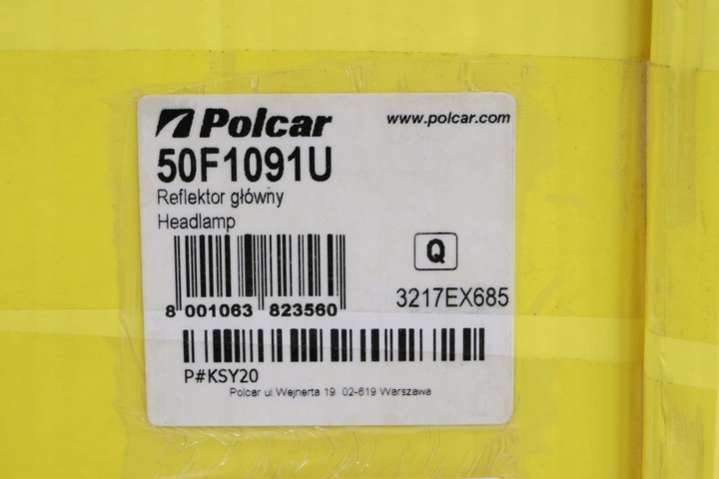 Polcar
www.polcar.com
50F1091U
Reflektor główny
Headlamp
Q
8 001063 823560
3217EX685
P#KSY20
Polcar ul.Wejnerta 19 02-619 Warszawa